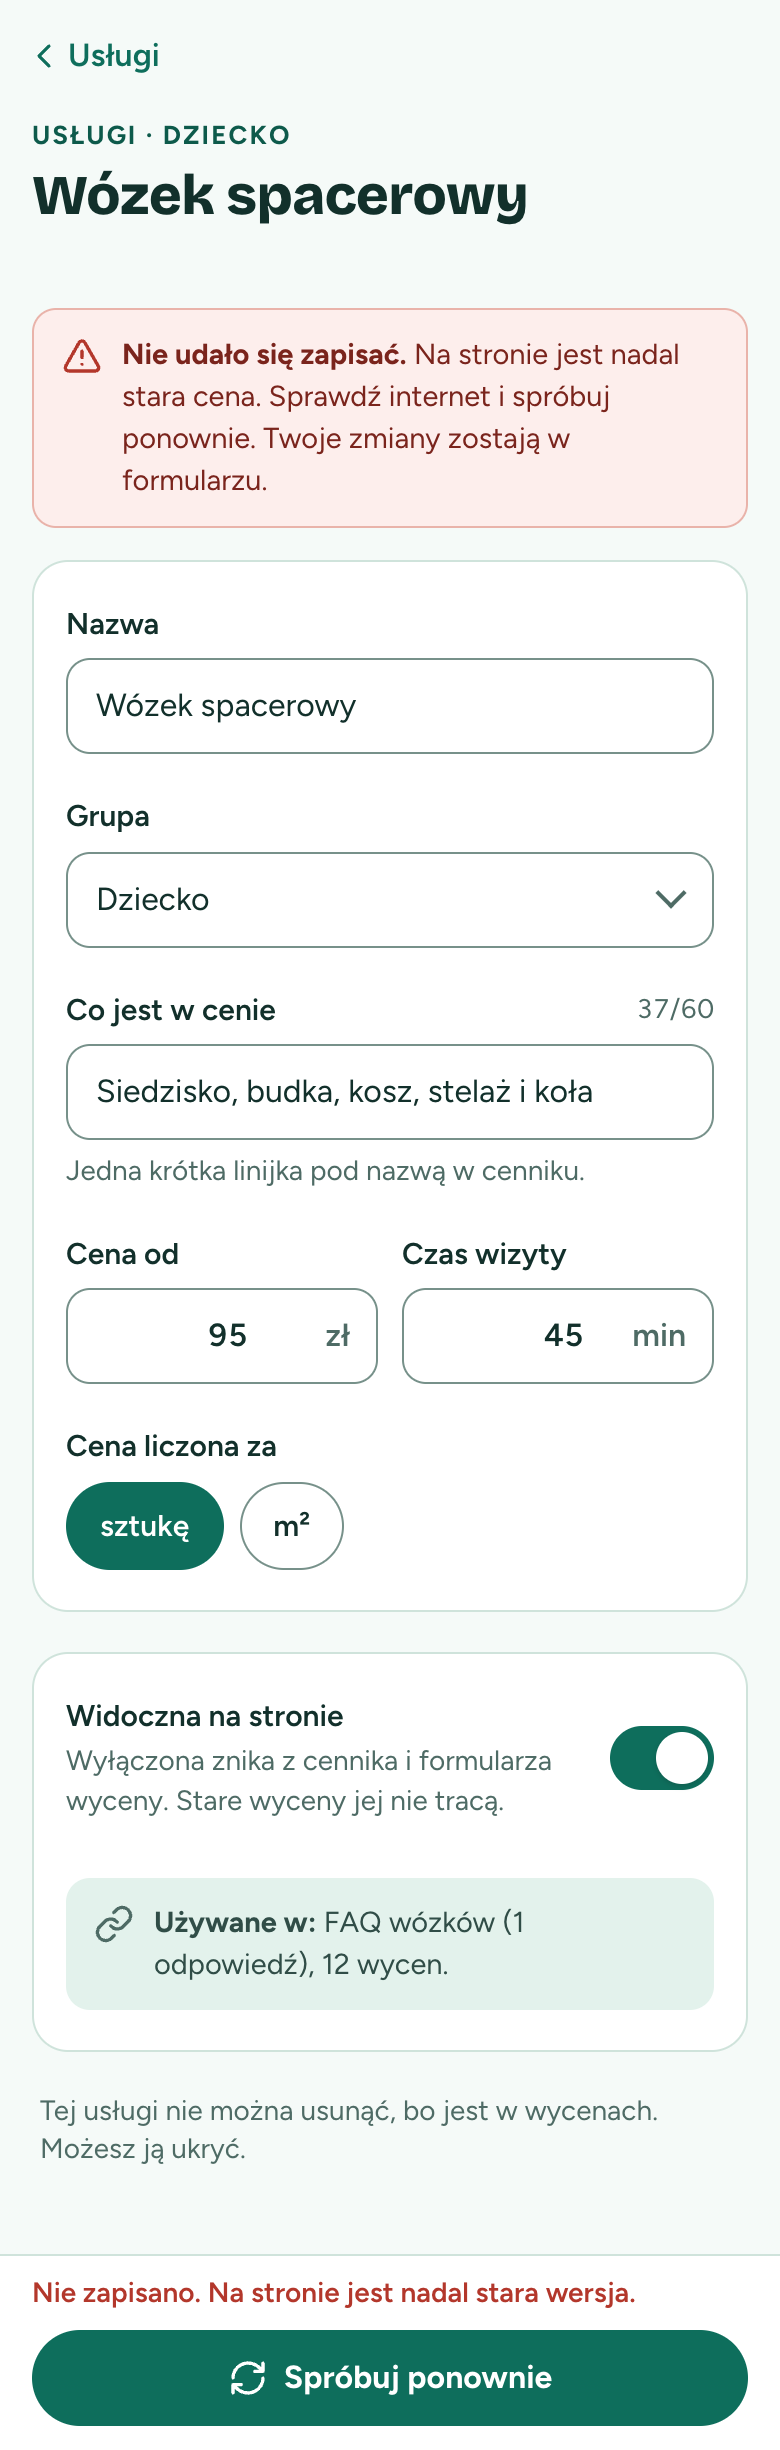 Usługi
USŁUGI · DZIECKO
Wózek spacerowy
Nie udało się zapisać. Na stronie jest nadal
stara cena. Sprawdź internet i spróbuj
ponownie. Twoje zmiany zostają w
formularzu.
Nazwa
Wózek spacerowy
Grupa
Dziecko
Co jest w cenie 37/60
Siedzisko, budka, kosz, stelaż i koła
Jedna krótka linijka pod nazwą w cenniku.
Cena od Czas wizyty
95 zł 45 min
Cena liczona za
sztukę m²
Widoczna na stronie
Wyłączona znika z cennika i formularza
wyceny. Stare wyceny jej nie tracą.
Używane w: FAQ wózków (1
odpowiedź), 12 wycen.
Tej usługi nie można usunąć, bo jest w wycenach.
Możesz ją ukryć.
Nie zapisano. Na stronie jest nadal stara wersja.
Spróbuj ponownie